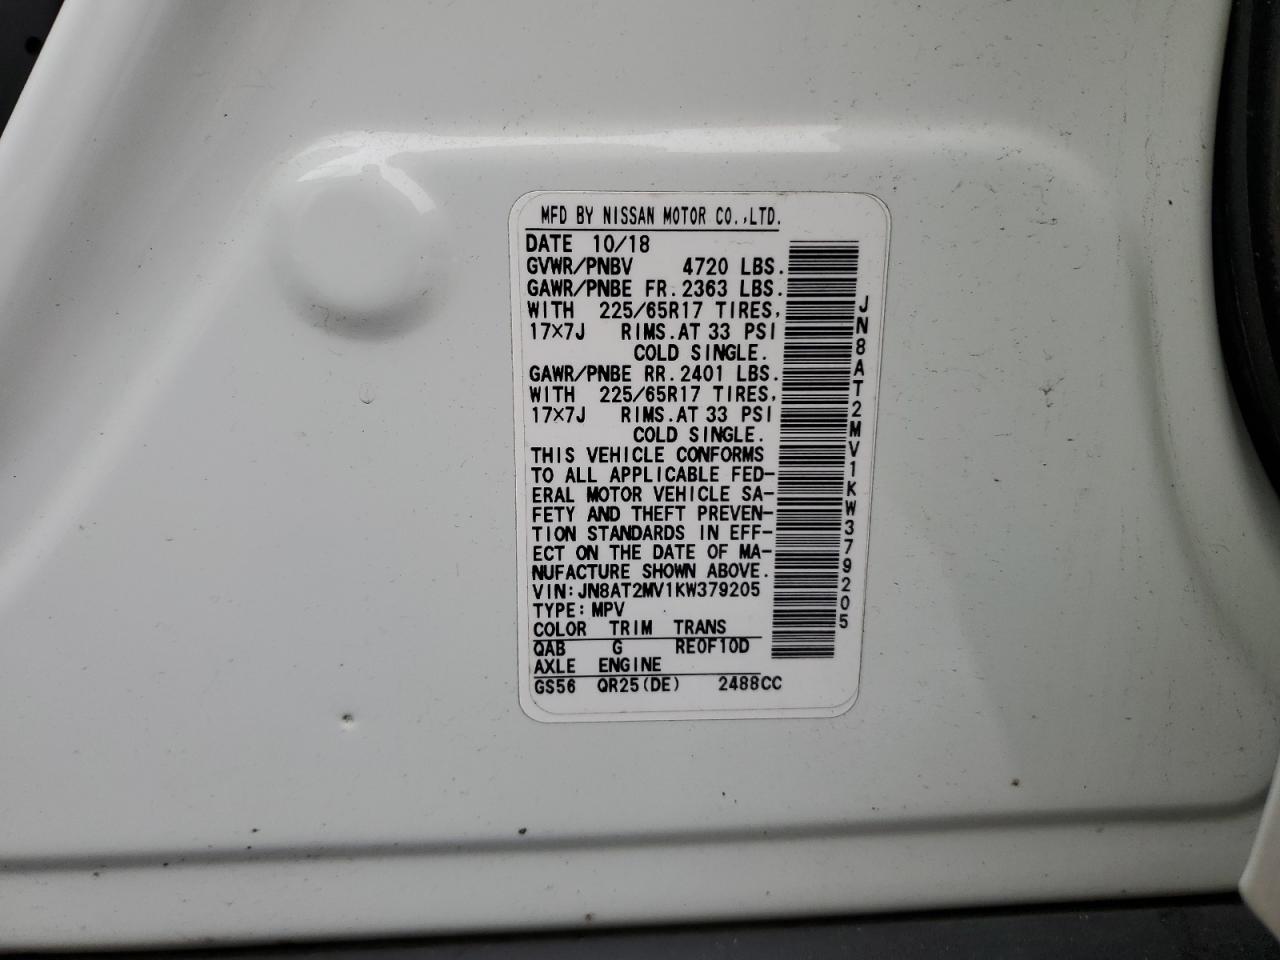 MFD BY NISSAN MOTOR CO.,LTD.
DATE 10/18
GVWR/PNBV 4720 LBS.
GAWR/PNBE FR.2363 LBS.
WITH 225/65R17 TIRES,
17×7J RIMS.AT 33 PSI
COLD SINGLE.
GAWR/PNBE RR.2401 LBS.
WITH 225/65R17 TIRES,
17×7J RIMS.AT 33 PSI
COLD SINGLE.
THIS VEHICLE CONFORMS
TO ALL APPLICABLE FED-
ERAL MOTOR VEHICLE SA-
FETY AND THEFT PREVEN-
TION STANDARDS IN EFF-
ECT ON THE DATE OF MA-
NUFACTURE SHOWN ABOVE.
VIN:JN8AT2MV1KW379205
TYPE:MPV
COLOR TRIM TRANS
QAB G RE0F10D
AXLE ENGINE
GS56 QR25(DE) 2488CC
JN8AT2MV1KW379205